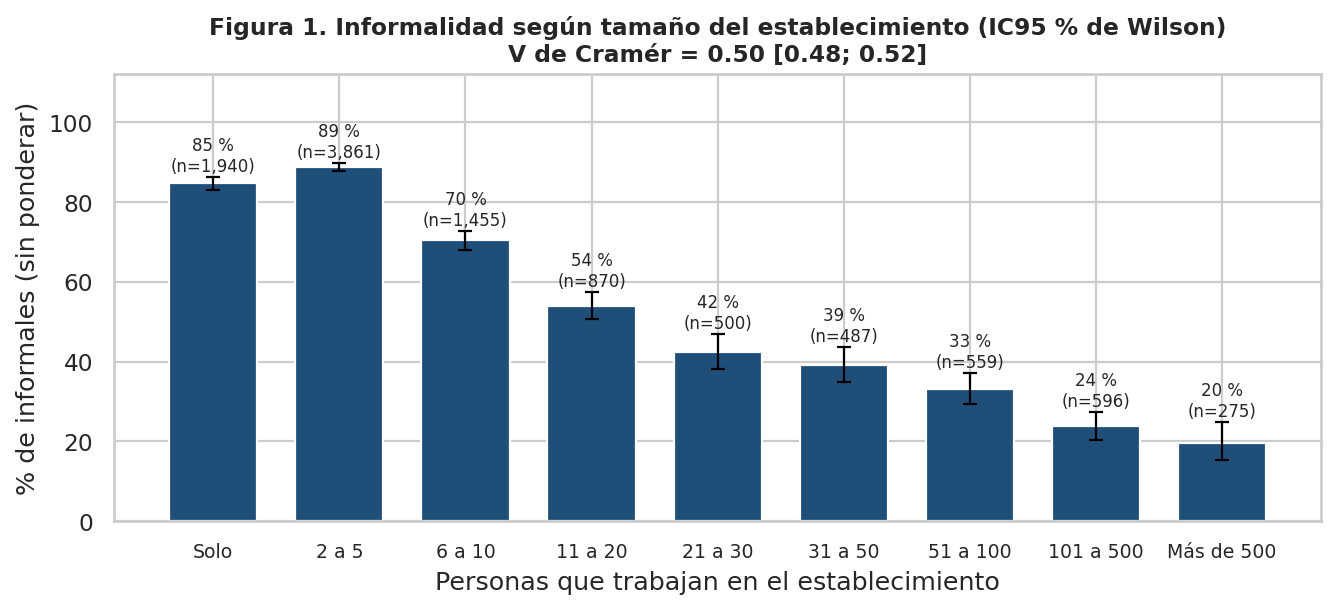 Figura 1. Informalidad según tamaño del establecimiento (IC95 % de Wilson)
V de Cramér = 0.50 [0.48; 0.52]
% de informales (sin ponderar)
100
80
60
40
20
0
85 %
(n=1,940)
89 %
(n=3,861)
70 %
(n=1,455)
54 %
(n=870)
42 %
(n=500)
39 %
(n=487)
33 %
(n=559)
24 %
(n=596)
20 %
(n=275)
Solo
2 a 5
6 a 10
11 a 20
21 a 30
31 a 50
51 a 100
101 a 500
Más de 500
Personas que trabajan en el establecimiento